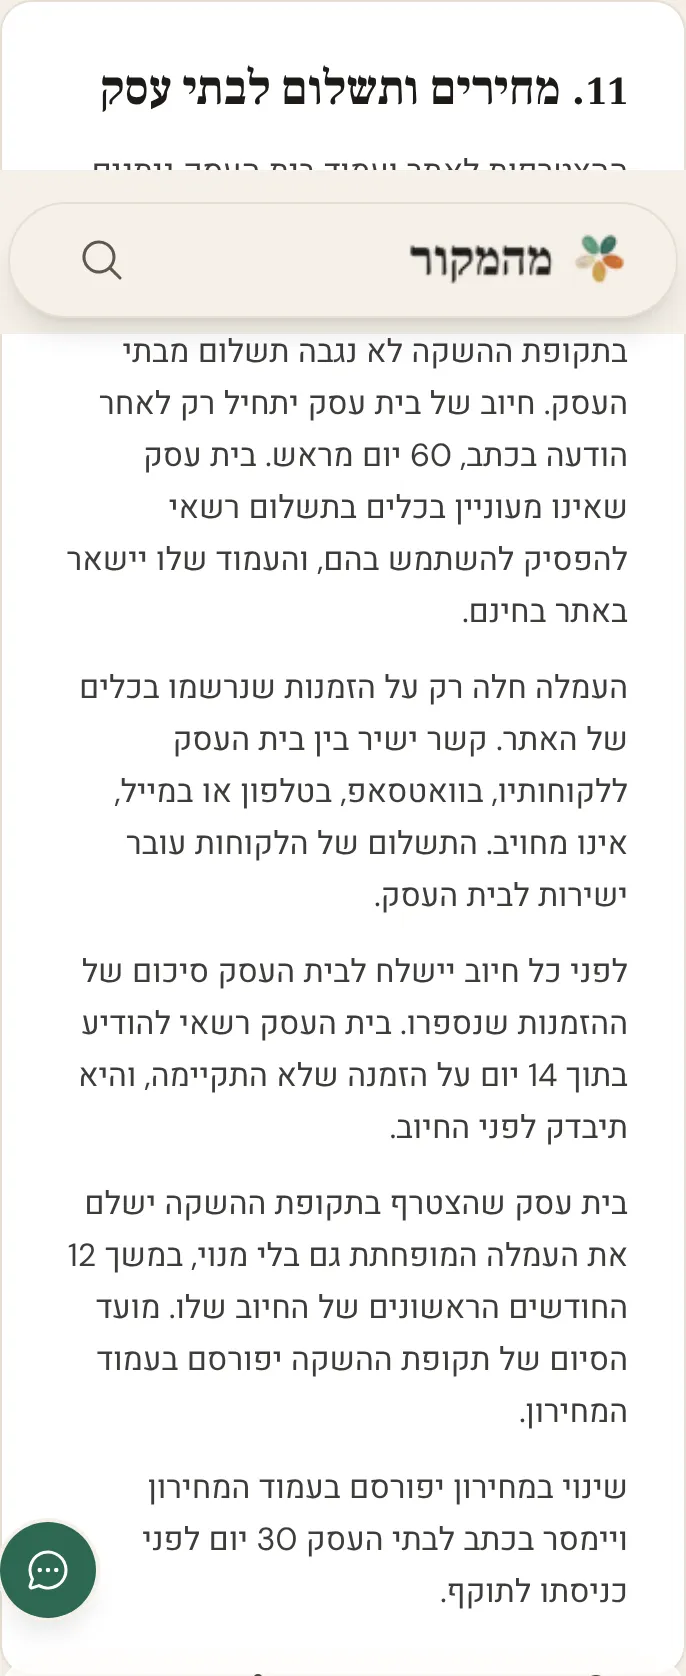 11. מחירים ותשלום לבתי עסק
מהמקור
בתקופת ההשקה לא נגבה תשלום מבתי
העסק. חיוב של בית עסק יתחיל רק לאחר
הודעה בכתב, 60 יום מראש. בית עסק
שאינו מעוניין בכלים בתשלום רשאי
להפסיק להשתמש בהם, והעמוד שלו יישאר
באתר בחינם.
העמלה חלה רק על הזמנות שנרשמו בכלים
של האתר. קשר ישיר בין בית העסק
ללקוחותיו, בוואטסאפ, בטלפון או במייל,
אינו מחויב. התשלום של הלקוחות עובר
ישירות לבית העסק.
לפני כל חיוב יישלח לבית העסק סיכום של
ההזמנות שנספרו. בית העסק רשאי להודיע
בתוך 14 יום על הזמנה שלא התקיימה, והיא
תיבדק לפני החיוב.
בית עסק שהצטרף בתקופת ההשקה ישלם
את העמלה המופחתת גם בלי מנוי, במשך 12
החודשים הראשונים של החיוב שלו. מועד
הסיום של תקופת ההשקה יפורסם בעמוד
המחירון.
שינוי במחירון יפורסם בעמוד המחירון
ויימסר בכתב לבתי העסק 30 יום לפני
כניסתו לתוקף.